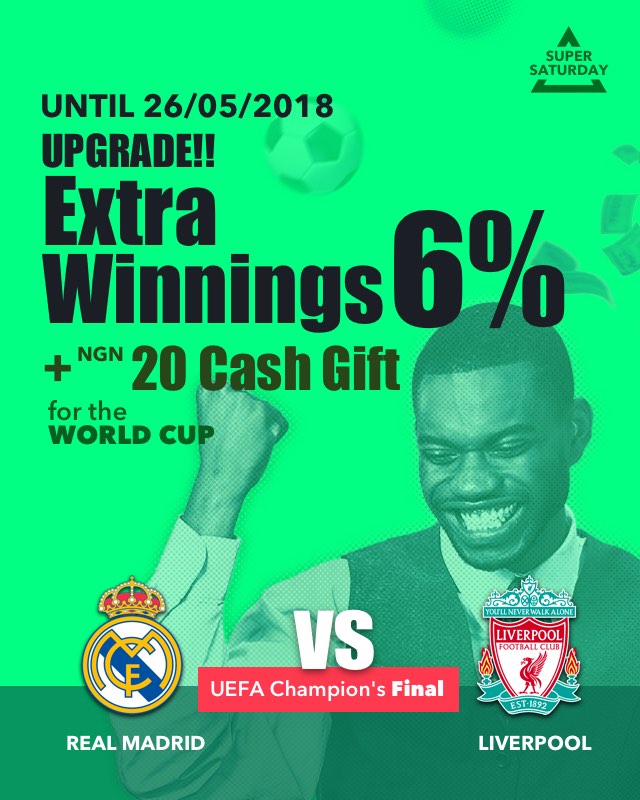 SUPER
SATURDAY
UNTIL 26/05/2018
UPGRADE!!
Extra
Winnings 6%
+ NGN 20 Cash Gift
for the
WORLD CUP
VS
UEFA Champion's Final
YOU'LL NEVER WALK ALONE
LIVERPOOL
FOOTBALL CLUB
EST·1892
REAL MADRID
LIVERPOOL